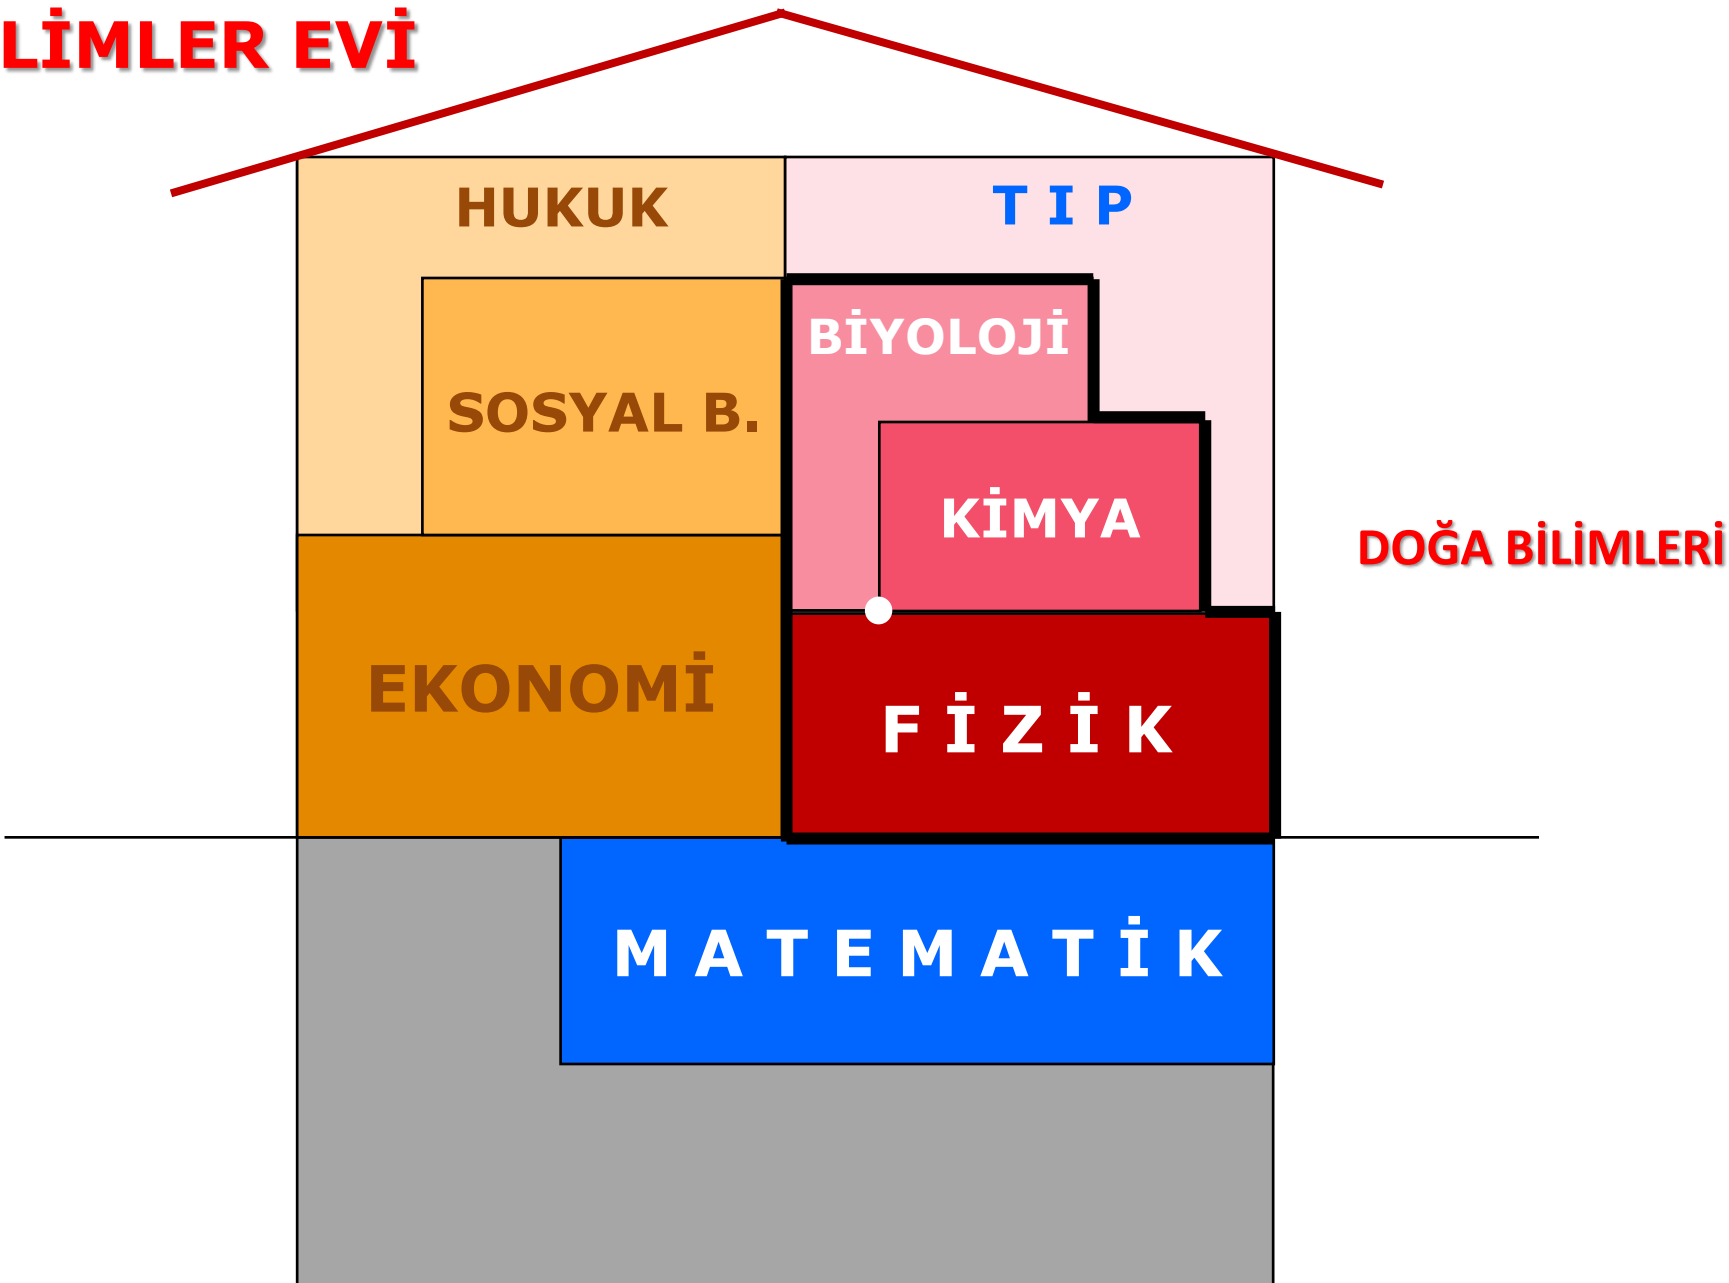 LİMLER EVİ
HUKUK
T I P
BİYOLOJİ
SOSYAL B.
KİMYA
DOĞA BİLİMLERİ
EKONOMİ
F İ Z İ K
M A T E M A T İ K